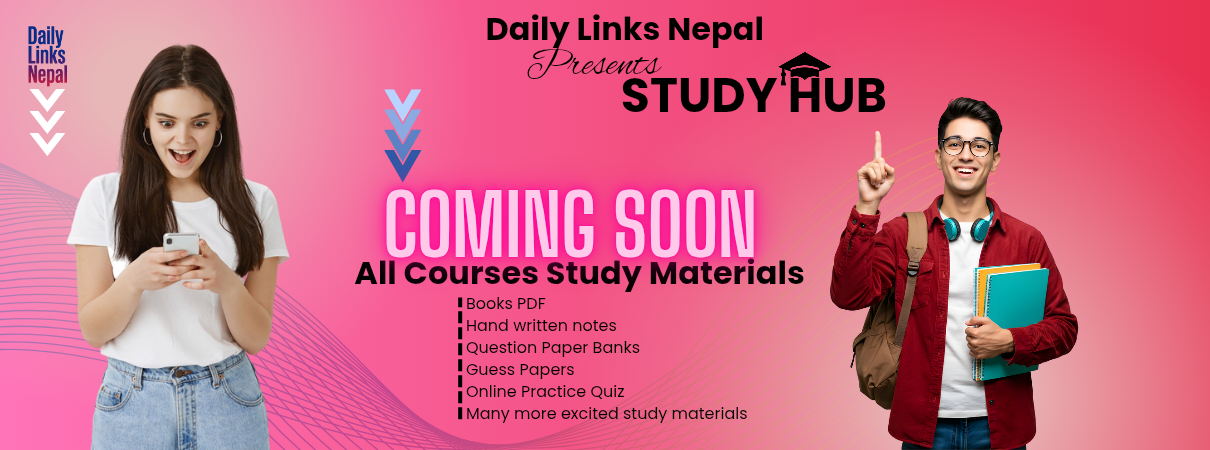 Daily
Links
Nepal
Daily Links Nepal
Presents
STUDY HUB
COMING SOON
All Courses Study Materials
Books PDF
Hand written notes
Question Paper Banks
Guess Papers
Online Practice Quiz
Many more excited study materials